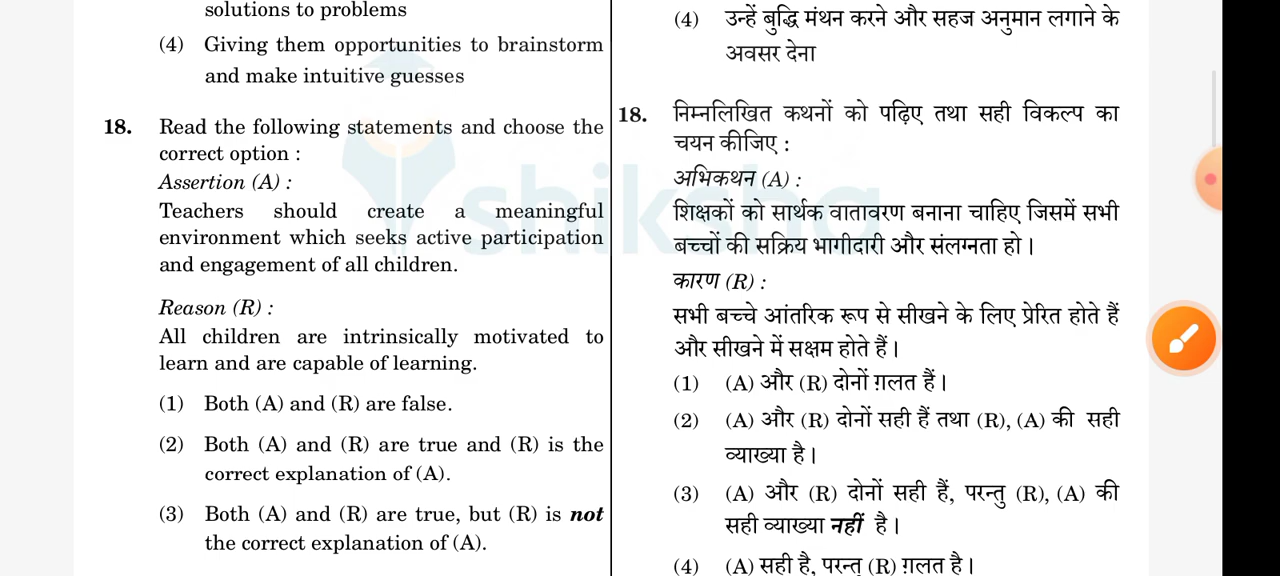 solutions to problems
(4) Giving them opportunities to brainstorm
and make intuitive guesses
18. Read the following statements and choose the
correct option :
Assertion (A) :
Teachers should create a meaningful
environment which seeks active participation
and engagement of all children.
Reason (R) :
All children are intrinsically motivated to
learn and are capable of learning.
(1) Both (A) and (R) are false.
(2) Both (A) and (R) are true and (R) is the
correct explanation of (A).
(3) Both (A) and (R) are true, but (R) is not
the correct explanation of (A).
(4) उन्हें बुद्धि मंथन करने और सहज अनुमान लगाने के
अवसर देना
18. निम्नलिखित कथनों को पढ़िए तथा सही विकल्प का
चयन कीजिए :
अभिकथन (A) :
शिक्षकों को सार्थक वातावरण बनाना चाहिए जिसमें सभी
बच्चों की सक्रिय भागीदारी और संलग्नता हो।
कारण (R) :
सभी बच्चे आंतरिक रूप से सीखने के लिए प्रेरित होते हैं
और सीखने में सक्षम होते हैं।
(1) (A) और (R) दोनों ग़लत हैं।
(2) (A) और (R) दोनों सही हैं तथा (R), (A) की सही
व्याख्या है।
(3) (A) और (R) दोनों सही हैं, परन्तु (R), (A) की
सही व्याख्या नहीं है।
(4) (A) सही है, परन्तु (R) ग़लत है।
shiksha